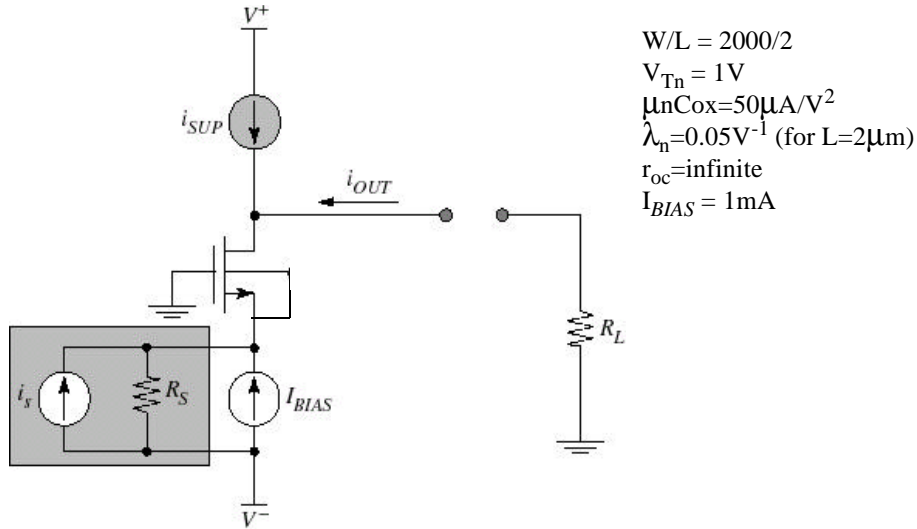 V+
iSUP
iOUT
RL
is
RS
IBIAS
V−
W/L = 2000/2
VTn = 1V
μnCox=50μA/V2
λn=0.05V-1 (for L=2μm)
roc=infinite
IBIAS = 1mA